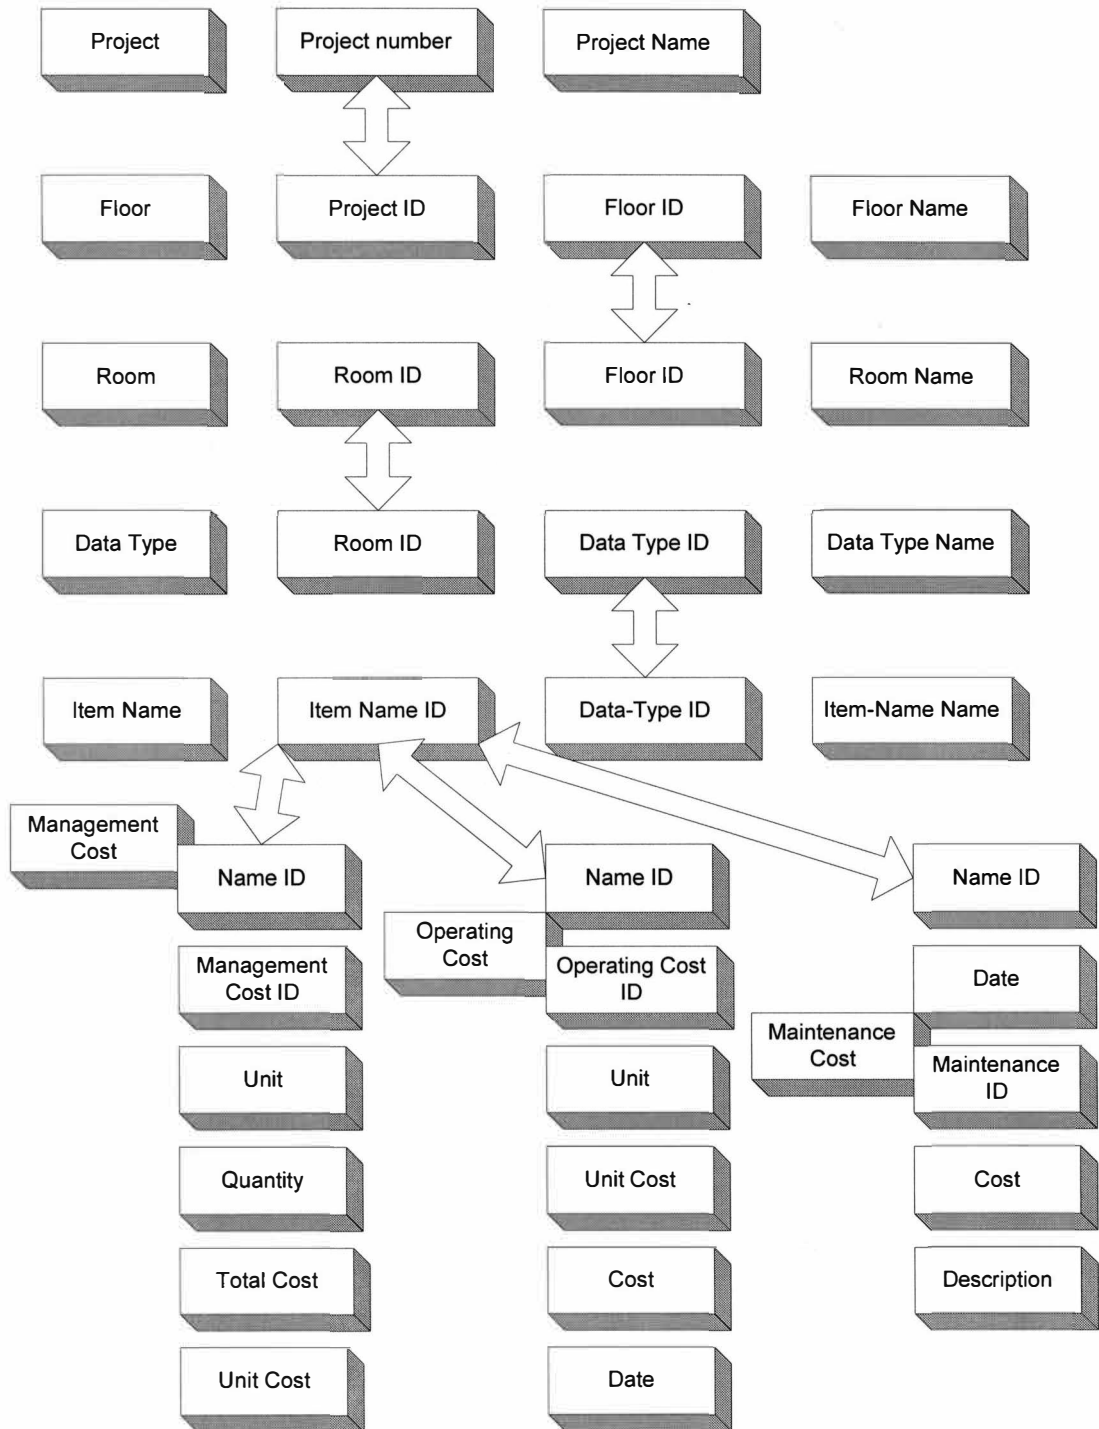 Project
Project number
Project Name
Floor
Project ID
Floor ID
Floor Name
Room
Room ID
Floor ID
Room Name
Data Type
Room ID
Data Type ID
Data Type Name
Item Name
Item Name ID
Data-Type ID
Item-Name Name
Management
Cost
Name ID
Management
Cost ID
Unit
Quantity
Total Cost
Unit Cost
Name ID
Operating
Cost
Operating Cost
ID
Unit
Unit Cost
Cost
Date
Name ID
Date
Maintenance
Cost
Maintenance
ID
Cost
Description